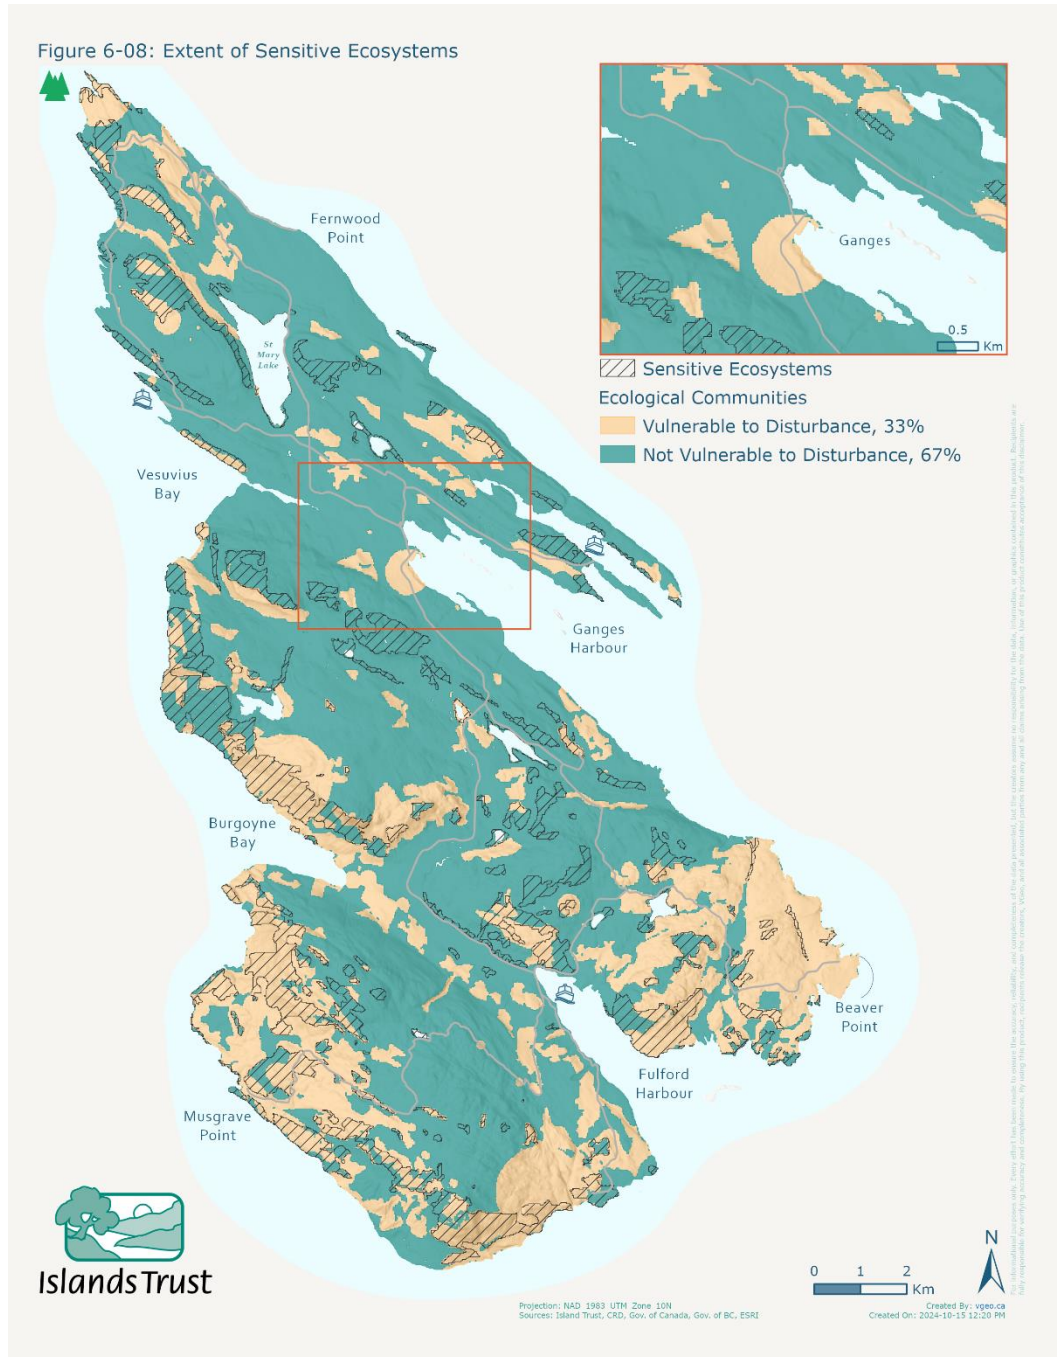 Figure 6-08: Extent of Sensitive Ecosystems
Fernwood
Point
Ganges
0.5
Km
St
Mary
Lake
Sensitive Ecosystems
Ecological Communities
Vulnerable to Disturbance, 33%
Not Vulnerable to Disturbance, 67%
Vesuvius
Bay
Ganges
Harbour
Burgoyne
Bay
Beaver
Point
Fulford
Harbour
Musgrave
Point
Islands Trust
N
0 1 2
Km
Projection: NAD 1983 UTM Zone 10N
Sources: Island Trust, CRD, Gov. of Canada, Gov. of BC, ESRI
Created By: vgeo.ca
Created On: 2024-10-15 12:20 PM